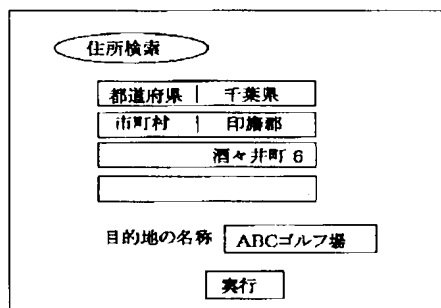 住所検索
都道府県 千葉県
市町村 印旛郡
酒々井町 6
目的地の名称 ABCゴルフ場
実行